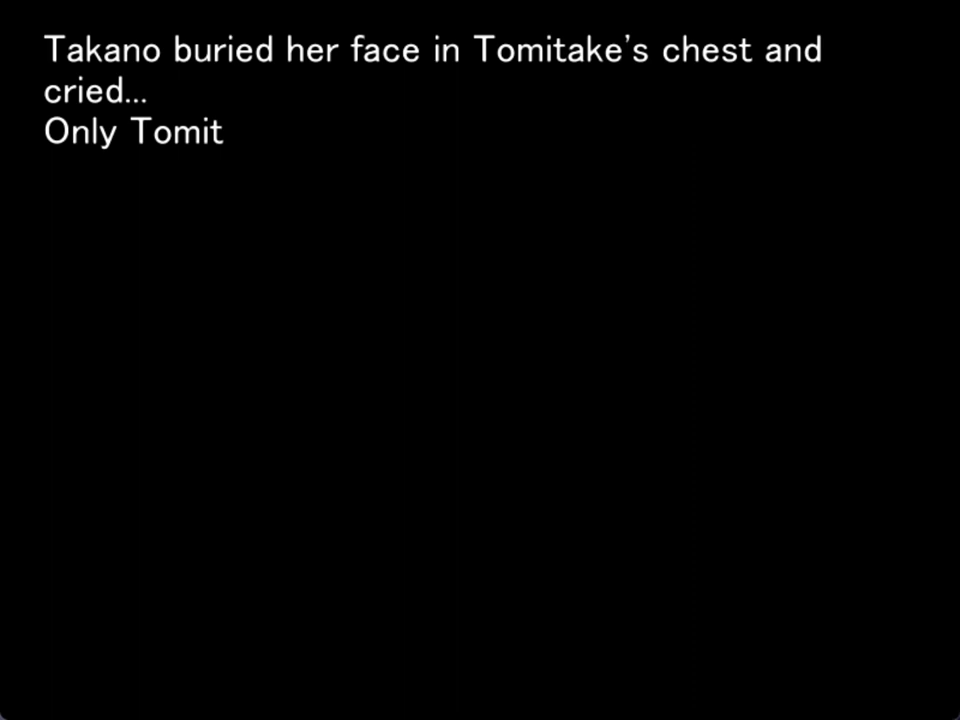 Takano buried her face in Tomitake's chest and
cried...
Only Tomit